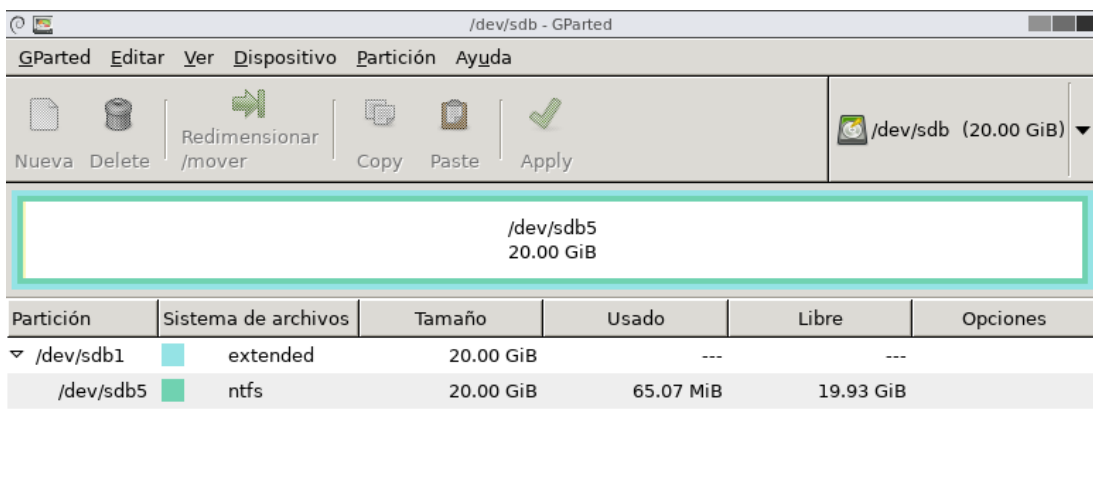 /dev/sdb - GParted
GParted Editar Ver Dispositivo Partición Ayuda
Nueva Delete Redimensionar
/mover Copy Paste Apply /dev/sdb (20.00 GiB)
/dev/sdb5
20.00 GiB
Partición Sistema de archivos Tamaño Usado Libre Opciones
/dev/sdb1 extended 20.00 GiB --- ---
/dev/sdb5 ntfs 20.00 GiB 65.07 MiB 19.93 GiB